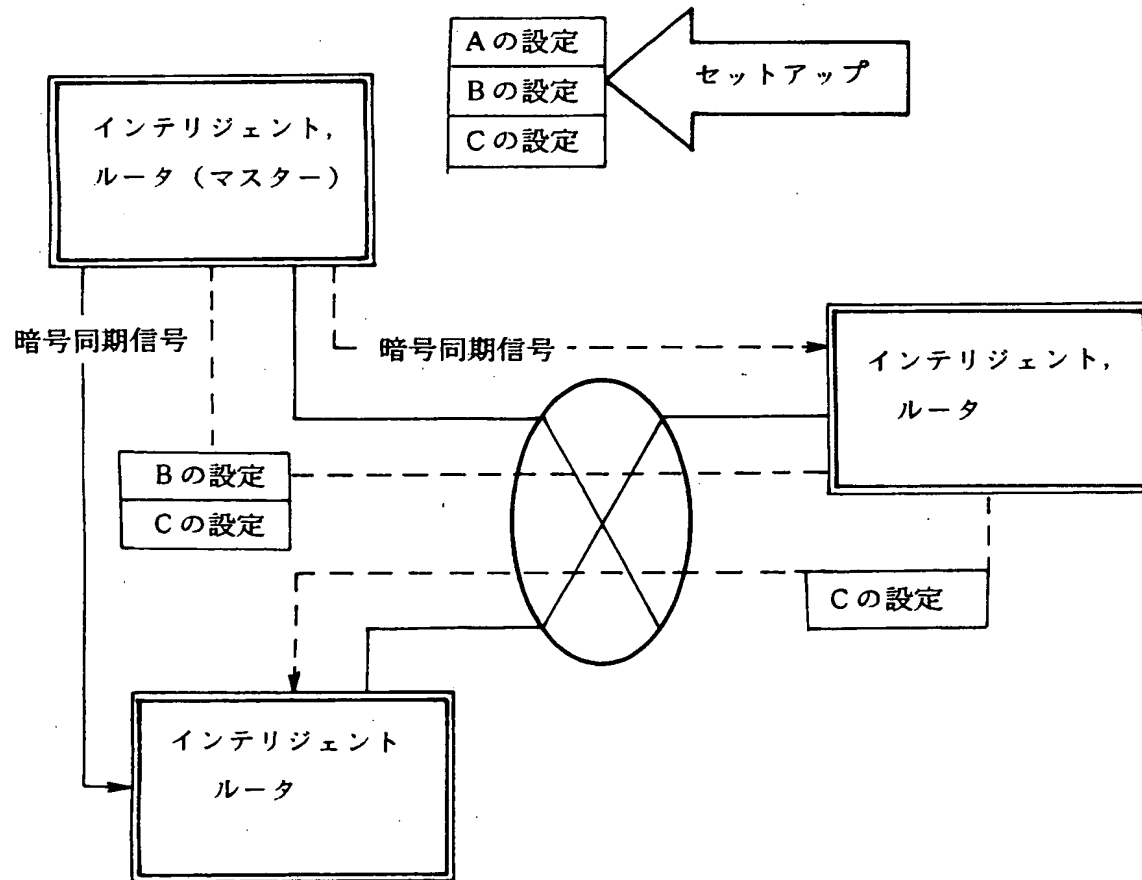 Aの設定
Bの設定
Cの設定
セットアップ
インテリジェント,
ルータ（マスター）
暗号同期信号
暗号同期信号
インテリジェント,
ルータ
Bの設定
Cの設定
Cの設定
インテリジェント
ルータ